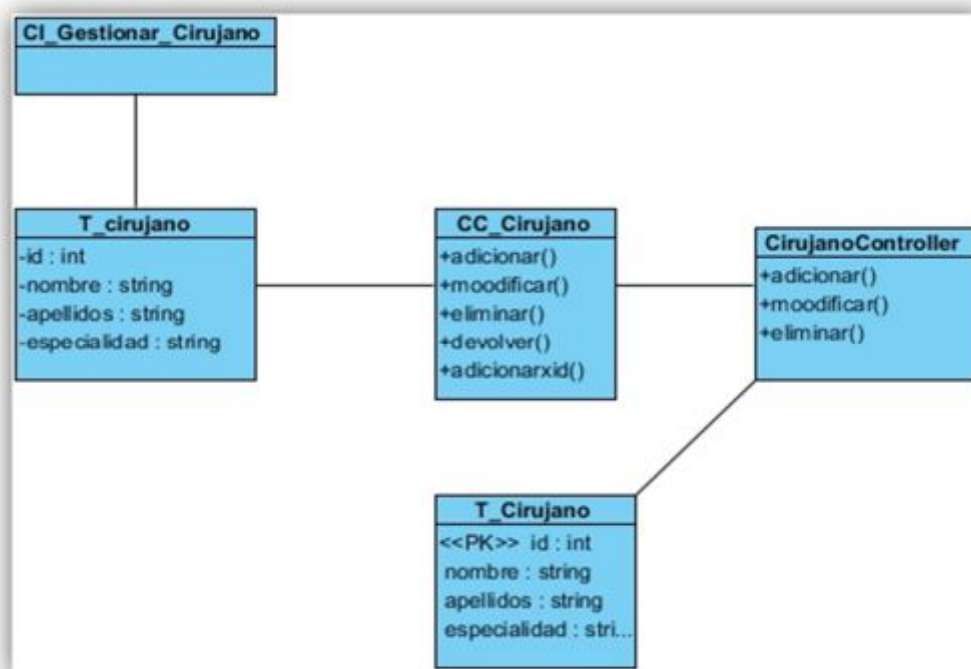 CI_Gestionar_Cirujano
T_cirujano
-id : int
-nombre : string
-apellidos : string
-especialidad : string
CC_Cirujano
+adicionar()
+moodificar()
+eliminar()
+devolver()
+adicionarxid()
CirujanoController
+adicionar()
+moodificar()
+eliminar()
T_Cirujano
<<PK>> id : int
nombre : string
apellidos : string
especialidad : stri...